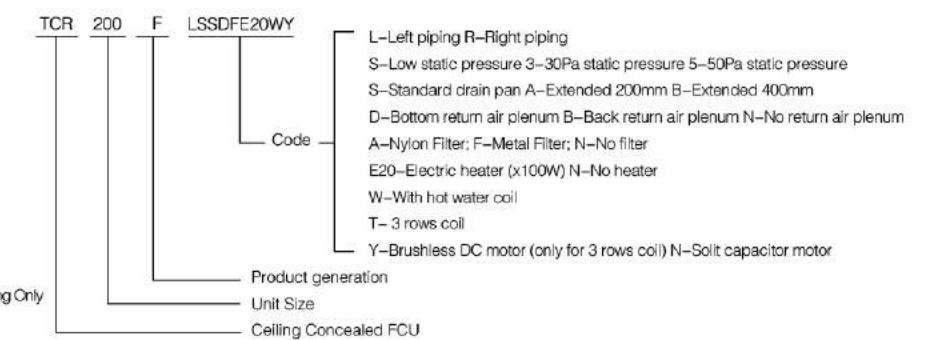 TCR 200 F LSSDFE20WY
L–Left piping R–Right piping
S–Low static pressure 3–30Pa static pressure 5–50Pa static pressure
S–Standard drain pan A–Extended 200mm B–Extended 400mm
D–Bottom return air plenum B–Back return air plenum N–No return air plenum
Code
A–Nylon Filter; F–Metal Filter; N–No filter
E20–Electric heater (x100W) N–No heater
W–With hot water coil
T– 3 rows coil
Y–Brushless DC motor (only for 3 rows coil) N–Solit capacitor motor
Product generation
ng Only
Unit Size
Ceiling Concealed FCU